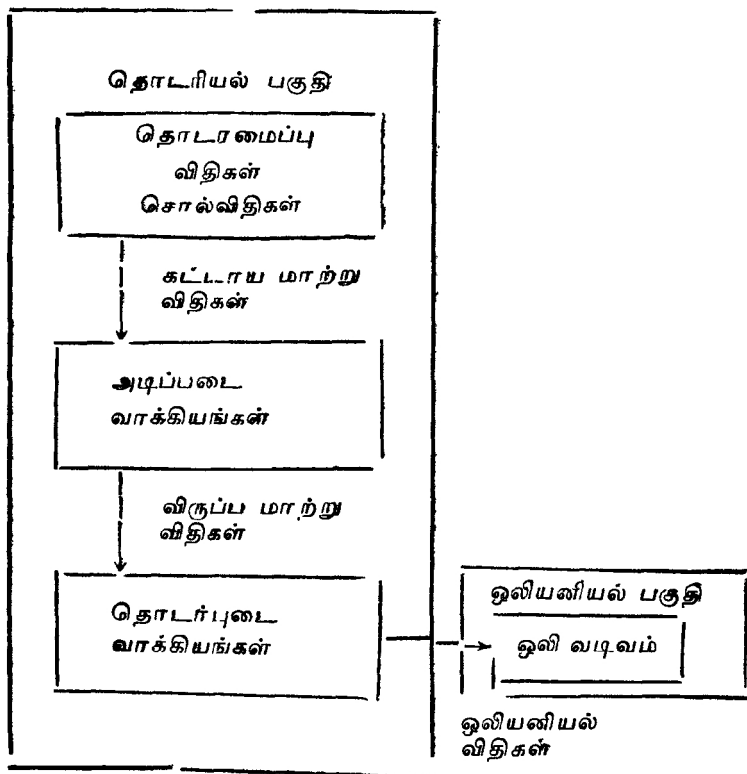 தொடரியல் பகுதி
தொடரமைப்பு
விதிகள்
சொல்விதிகள்
கட்டாய மாற்று
விதிகள்
அடிப்படை
வாக்கியங்கள்
விருப்ப மாற்று
விதிகள்
தொடர்புடை
வாக்கியங்கள்
ஒலியனியல் பகுதி
ஒலி வடிவம்
ஒலியனியல்
விதிகள்